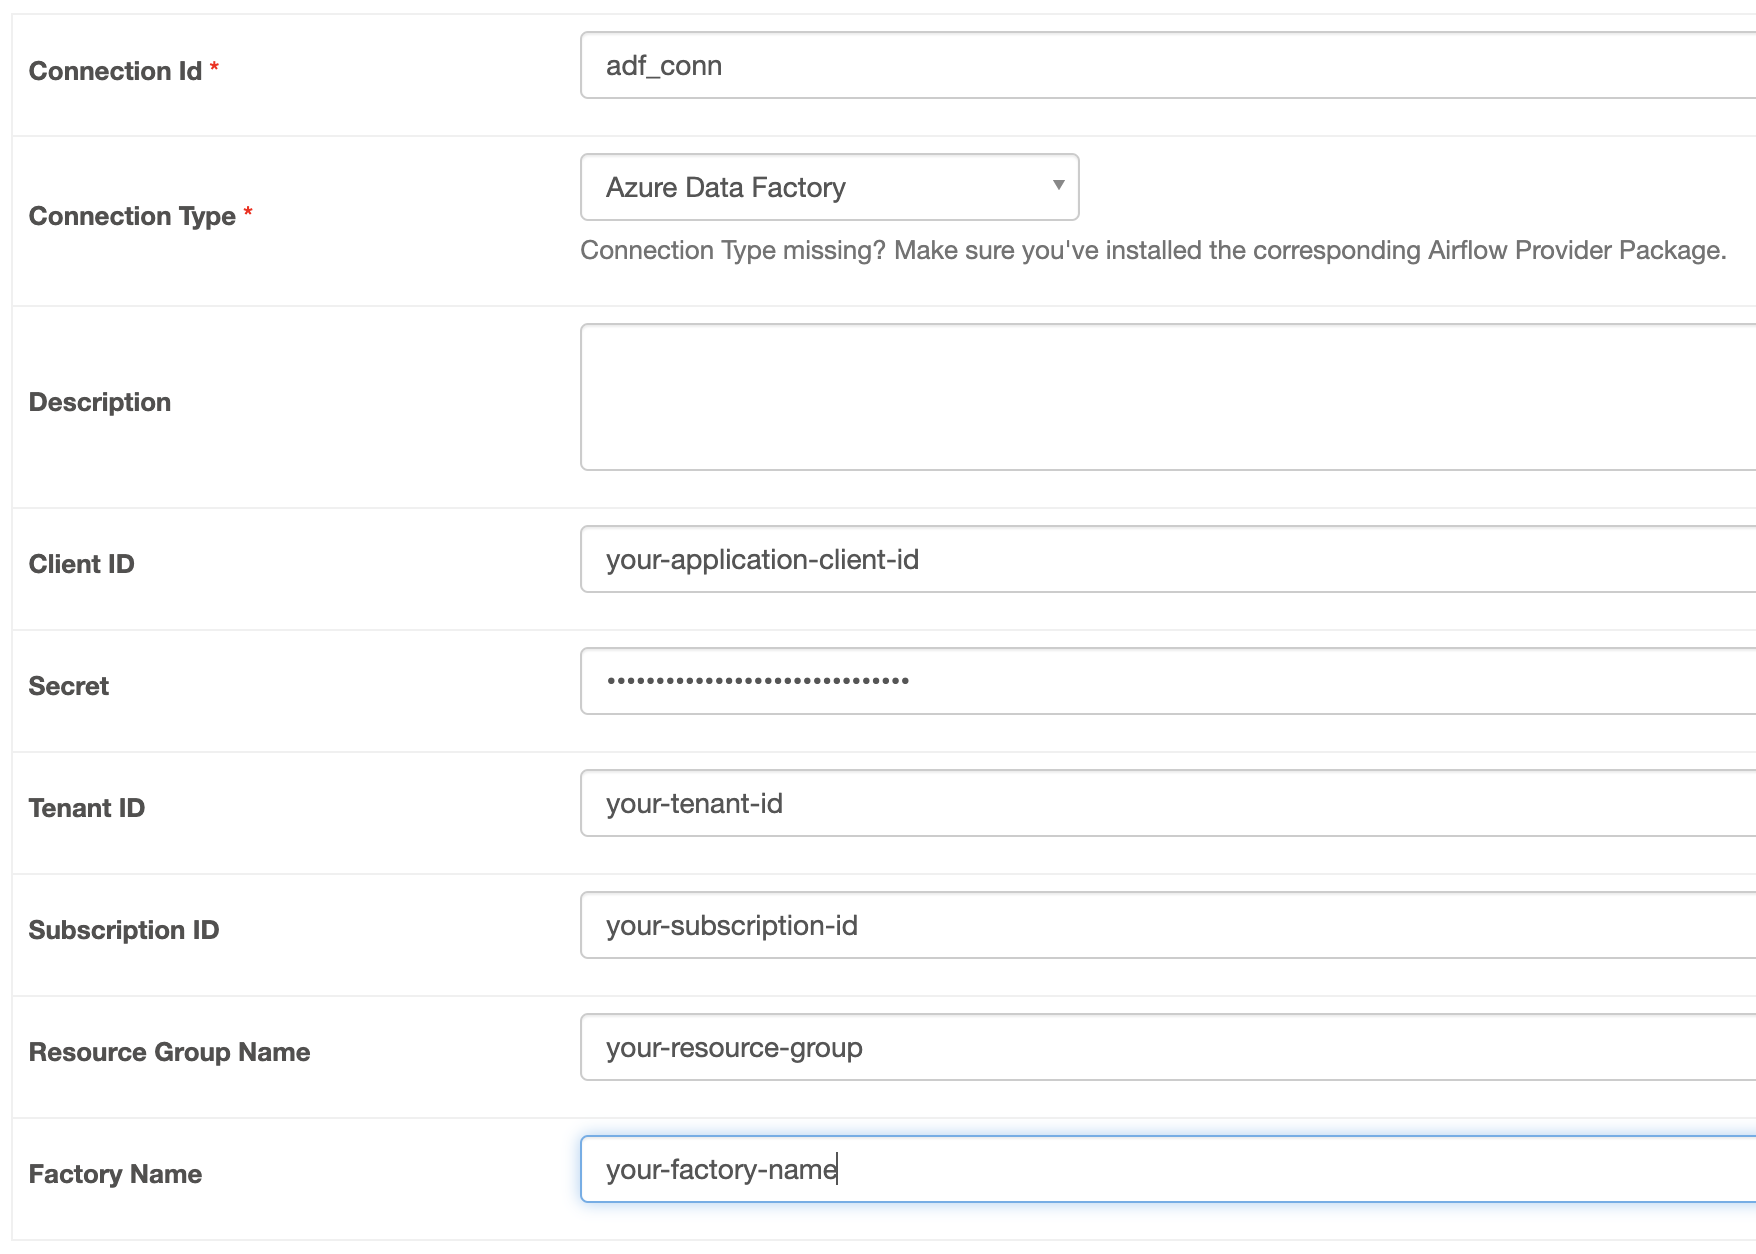 Connection Id *
adf_conn
Connection Type *
Azure Data Factory
Connection Type missing? Make sure you've installed the corresponding Airflow Provider Package.
Description
Client ID
your-application-client-id
Secret
•••••••••••••••••••••••••••••••
Tenant ID
your-tenant-id
Subscription ID
your-subscription-id
Resource Group Name
your-resource-group
Factory Name
your-factory-name